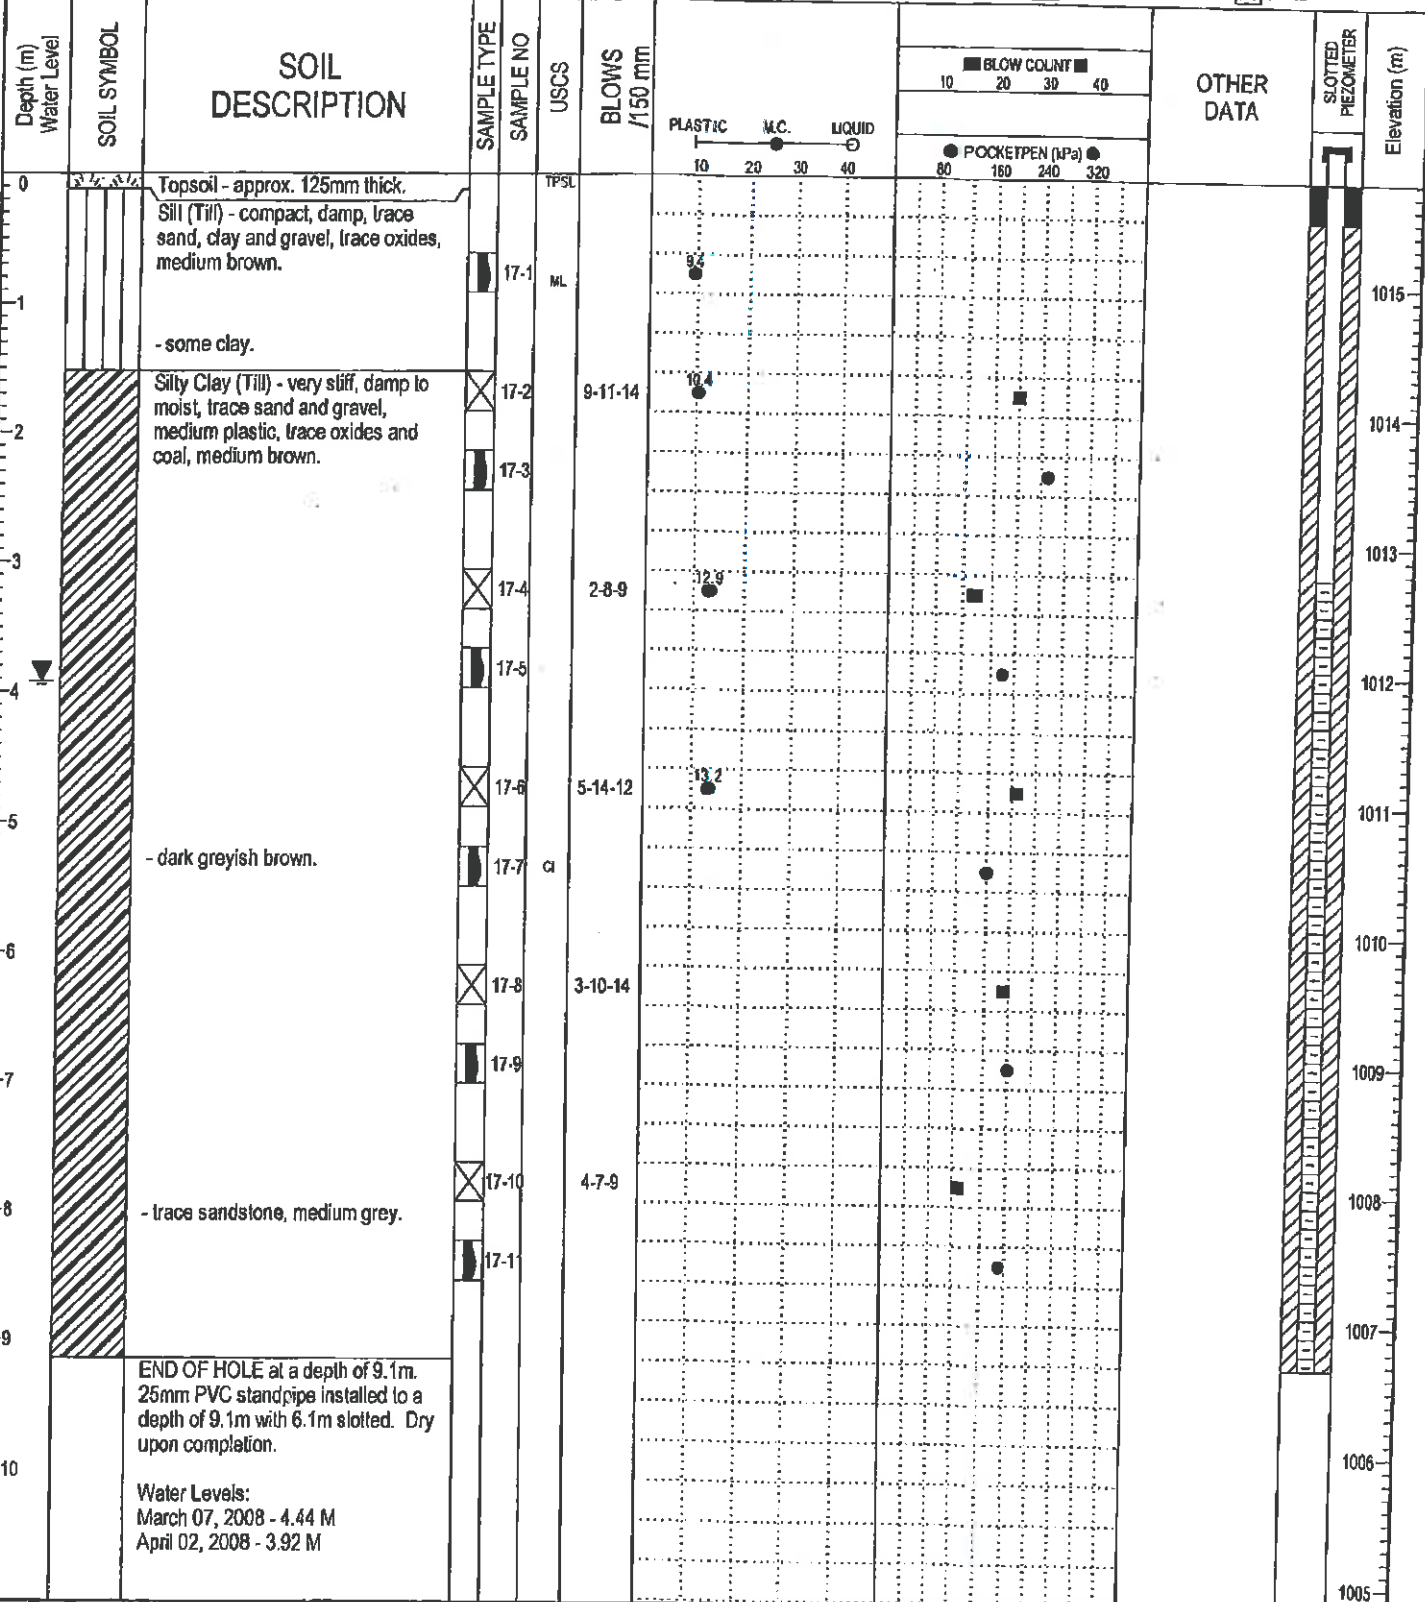 Depth (m)
Water Level
SOIL SYMBOL
SOIL
DESCRIPTION
SAMPLE TYPE
SAMPLE NO
USCS
BLOWS
/150 mm
PLASTIC M.C. LIQUID
10 20 30 40
BLOW COUNT
10 20 30 40
POCKETPEN (kPa)
80 160 240 320
OTHER
DATA
SLOTTED
PIEZOMETER
Elevation (m)
0
Topsoil - approx. 125mm thick.
TPSL
Sill (Till) - compact, damp, trace
sand, clay and gravel, trace oxides,
medium brown.
17-1
ML
9.4
1
1015
- some clay.
Silty Clay (Till) - very stiff, damp to
moist, trace sand and gravel,
medium plastic, trace oxides and
coal, medium brown.
17-2
9-11-14
10.4
2
1014
17-3
3
1013
17-4
2-8-9
12.9
17-5
4
1012
17-6
5-14-12
13.2
5
1011
- dark greyish brown.
17-7
CI
6
1010
17-8
3-10-14
17-9
7
1009
17-10
4-7-9
8
1008
- trace sandstone, medium grey.
17-11
9
1007
END OF HOLE at a depth of 9.1m.
25mm PVC standpipe installed to a
depth of 9.1m with 6.1m slotted. Dry
upon completion.
10
1006
Water Levels:
March 07, 2008 - 4.44 M
April 02, 2008 - 3.92 M
1005